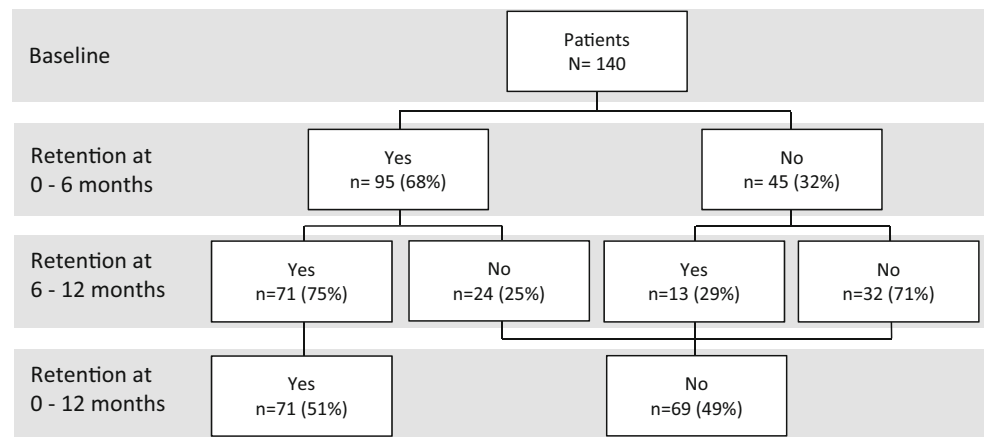 Baseline
Patients
N= 140
Retention at
0 - 6 months
Yes
n= 95 (68%)
No
n= 45 (32%)
Retention at
6 - 12 months
Yes
n=71 (75%)
No
n=24 (25%)
Yes
n=13 (29%)
No
n=32 (71%)
Retention at
0 - 12 months
Yes
n=71 (51%)
No
n=69 (49%)